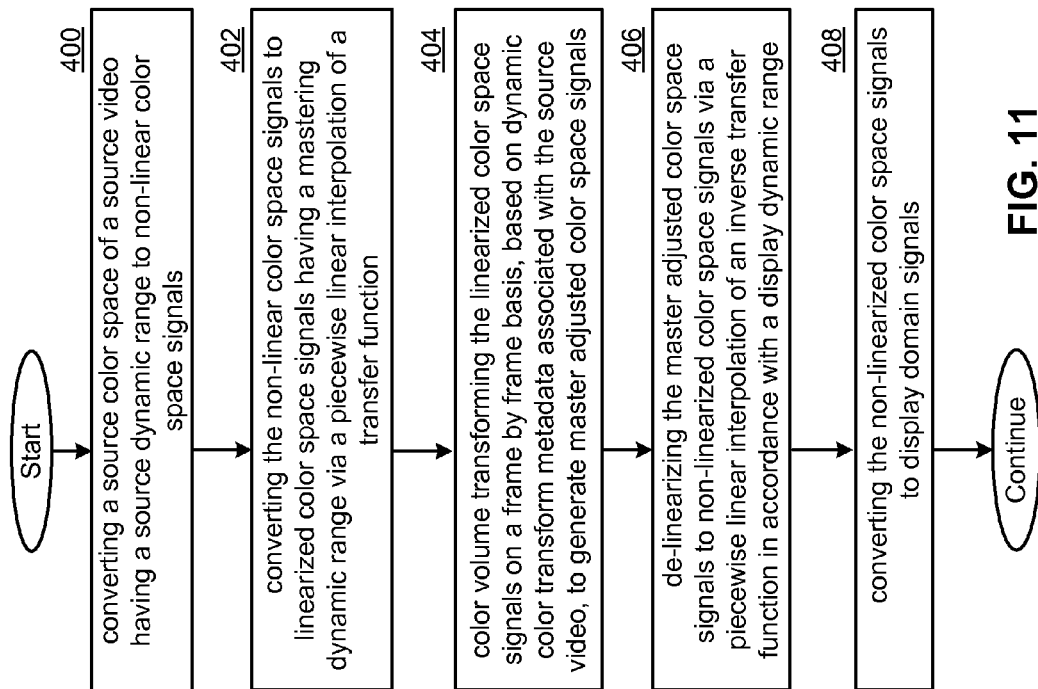 Start
400
converting a source color space of a source video
having a source dynamic range to non-linear color
space signals
402
converting the non-linear color space signals to
linearized color space signals having a mastering
dynamic range via a piecewise linear interpolation of a
transfer function
404
color volume transforming the linearized color space
signals on a frame by frame basis, based on dynamic
color transform metadata associated with the source
video, to generate master adjusted color space signals
406
de-linearizing the master adjusted color space
signals to non-linearized color space signals via a
piecewise linear interpolation of an inverse transfer
function in accordance with a display dynamic range
408
converting the non-linearized color space signals
to display domain signals
Continue
FIG. 11